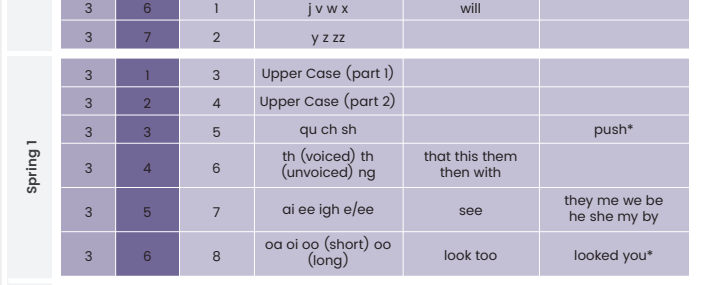 3 6 1 j v w x will
3 7 2 y z zz
Spring 1
3 1 3 Upper Case (part 1)
3 2 4 Upper Case (part 2)
3 3 5 qu ch sh push*
3 4 6 th (voiced) th (unvoiced) ng that this them then with
3 5 7 ai ee igh e/ee see they me we be he she my by
3 6 8 oa oi oo (short) oo (long) look too looked you*